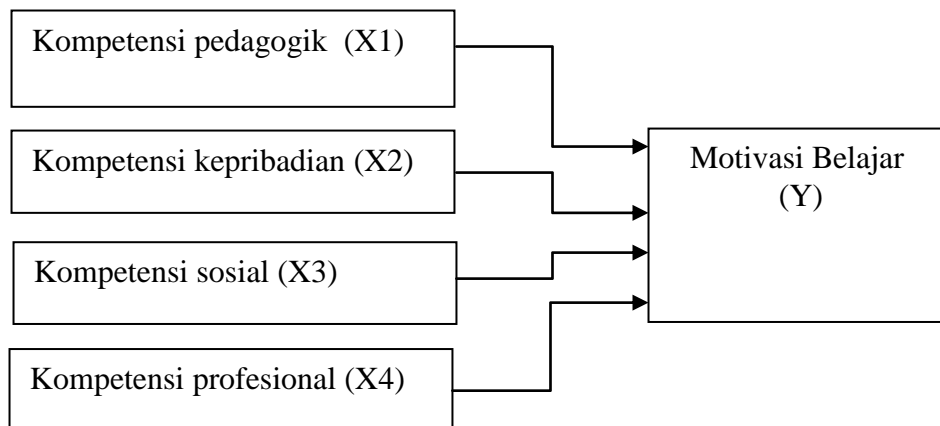 Kompetensi pedagogik  (X1)
Kompetensi kepribadian (X2)
Kompetensi sosial (X3)
Kompetensi profesional (X4)
Motivasi Belajar
(Y)